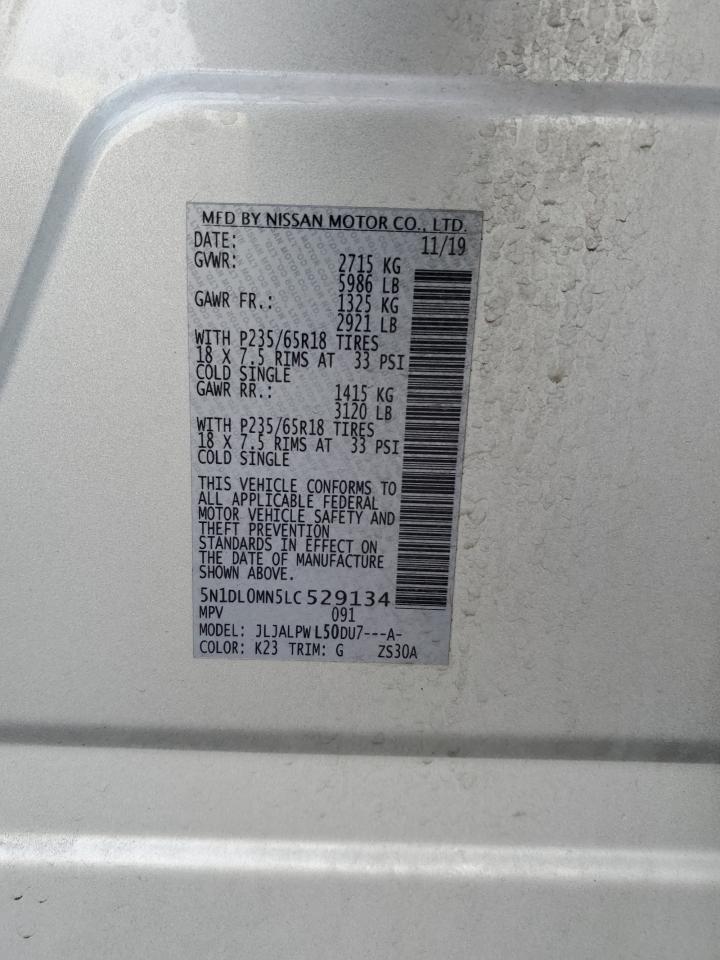 MFD BY NISSAN MOTOR CO., LTD.
DATE: 11/19
GVWR: 2715 KG
5986 LB
GAWR FR.: 1325 KG
2921 LB
WITH P235/65R18 TIRES
18 X 7.5 RIMS AT 33 PSI
COLD SINGLE
GAWR RR.: 1415 KG
3120 LB
WITH P235/65R18 TIRES
18 X 7.5 RIMS AT 33 PSI
COLD SINGLE
THIS VEHICLE CONFORMS TO
ALL APPLICABLE FEDERAL
MOTOR VEHICLE SAFETY AND
THEFT PREVENTION
STANDARDS IN EFFECT ON
THE DATE OF MANUFACTURE
SHOWN ABOVE.
5N1DL0MN5LC529134
MPV 091
MODEL: JLJALPWL50DU7---A-
COLOR: K23 TRIM: G ZS30A